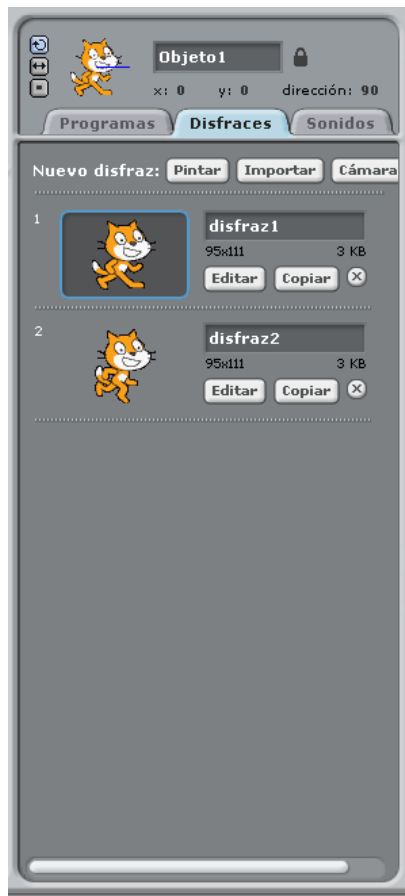 Objeto1
x: 0 y: 0 dirección: 90
Programas Disfraces Sonidos
Nuevo disfraz: Pintar Importar Cámara
1
disfraz1
95x111 3 KB
Editar Copiar
2
disfraz2
95x111 3 KB
Editar Copiar